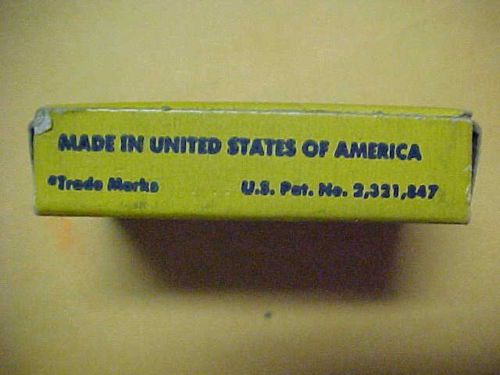 MADE IN UNITED STATES OF AMERICA
*Trade Marks U.S. Pat. No. 2,321,847